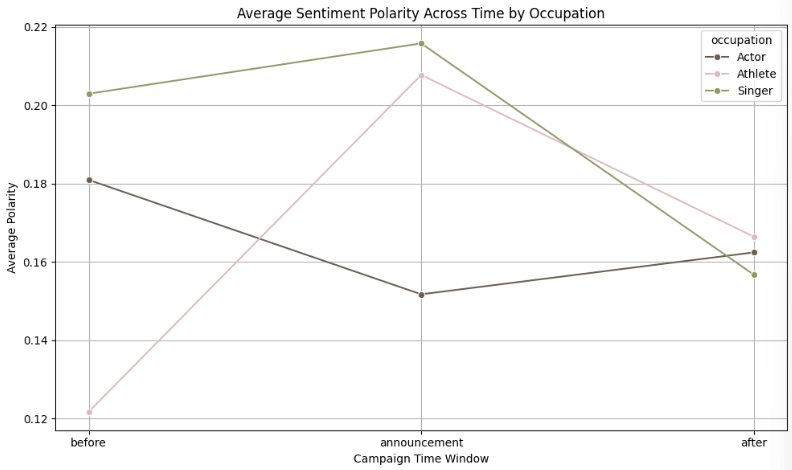 Average Sentiment Polarity Across Time by Occupation
occupation
Actor
Athlete
Singer
Average Polarity
0.22
0.20
0.18
0.16
0.14
0.12
before announcement after
Campaign Time Window